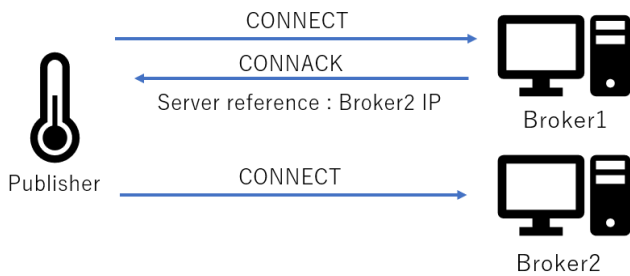 CONNECT
CONNACK
Server reference : Broker2 IP
Broker1
Publisher
CONNECT
Broker2